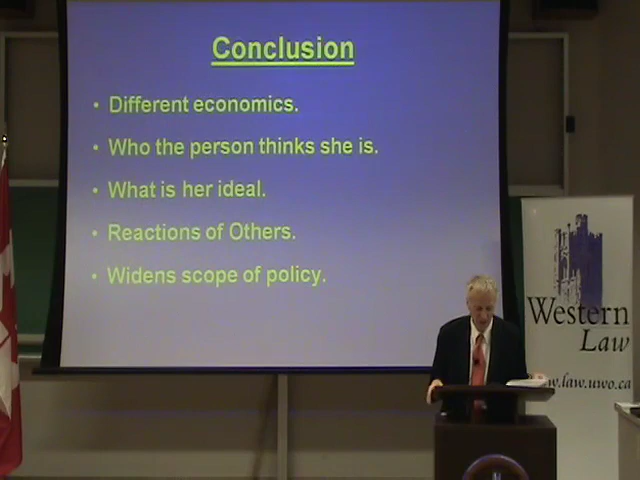 Conclusion
• Different economics.
• Who the person thinks she is.
• What is her ideal.
• Reactions of Others.
• Widens scope of policy.
Western
Law
w.law.uwo.ca